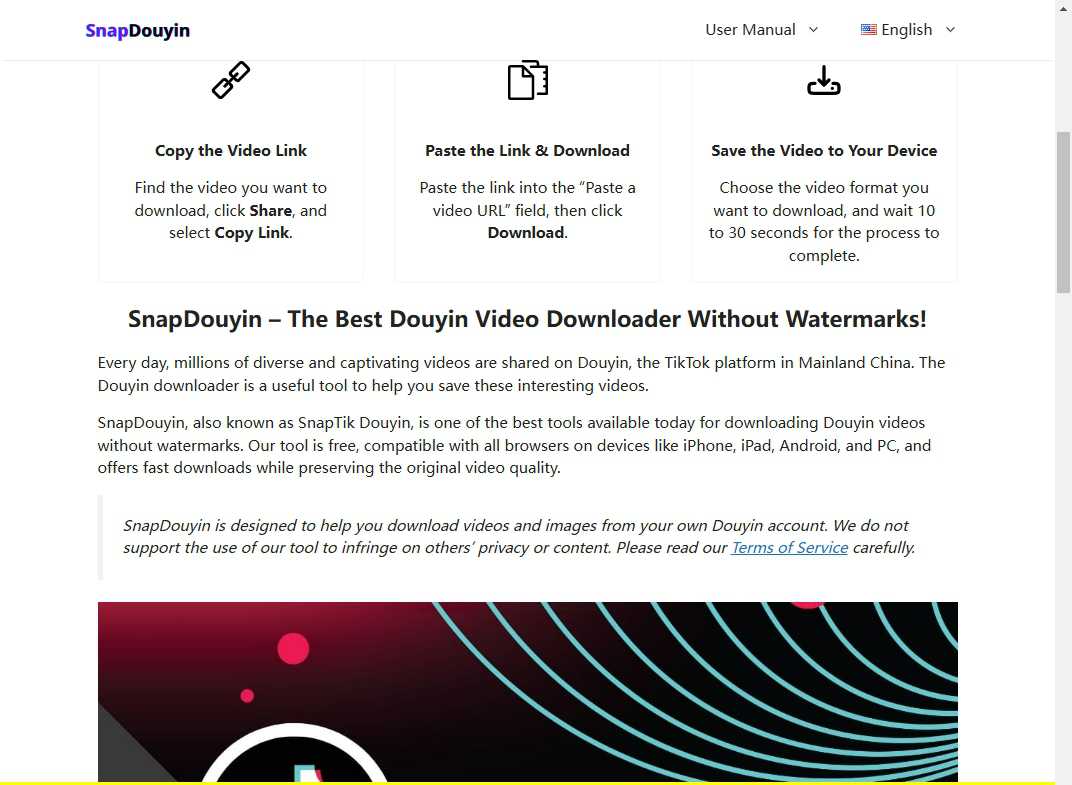 SnapDouyin
User Manual
English
Copy the Video Link
Find the video you want to
download, click Share, and
select Copy Link.
Paste the Link & Download
Paste the link into the “Paste a
video URL” field, then click
Download.
Save the Video to Your Device
Choose the video format you
want to download, and wait 10
to 30 seconds for the process to
complete.
SnapDouyin – The Best Douyin Video Downloader Without Watermarks!
Every day, millions of diverse and captivating videos are shared on Douyin, the TikTok platform in Mainland China. The
Douyin downloader is a useful tool to help you save these interesting videos.
SnapDouyin, also known as SnapTik Douyin, is one of the best tools available today for downloading Douyin videos
without watermarks. Our tool is free, compatible with all browsers on devices like iPhone, iPad, Android, and PC, and
offers fast downloads while preserving the original video quality.
SnapDouyin is designed to help you download videos and images from your own Douyin account. We do not
support the use of our tool to infringe on others’ privacy or content. Please read our Terms of Service carefully.